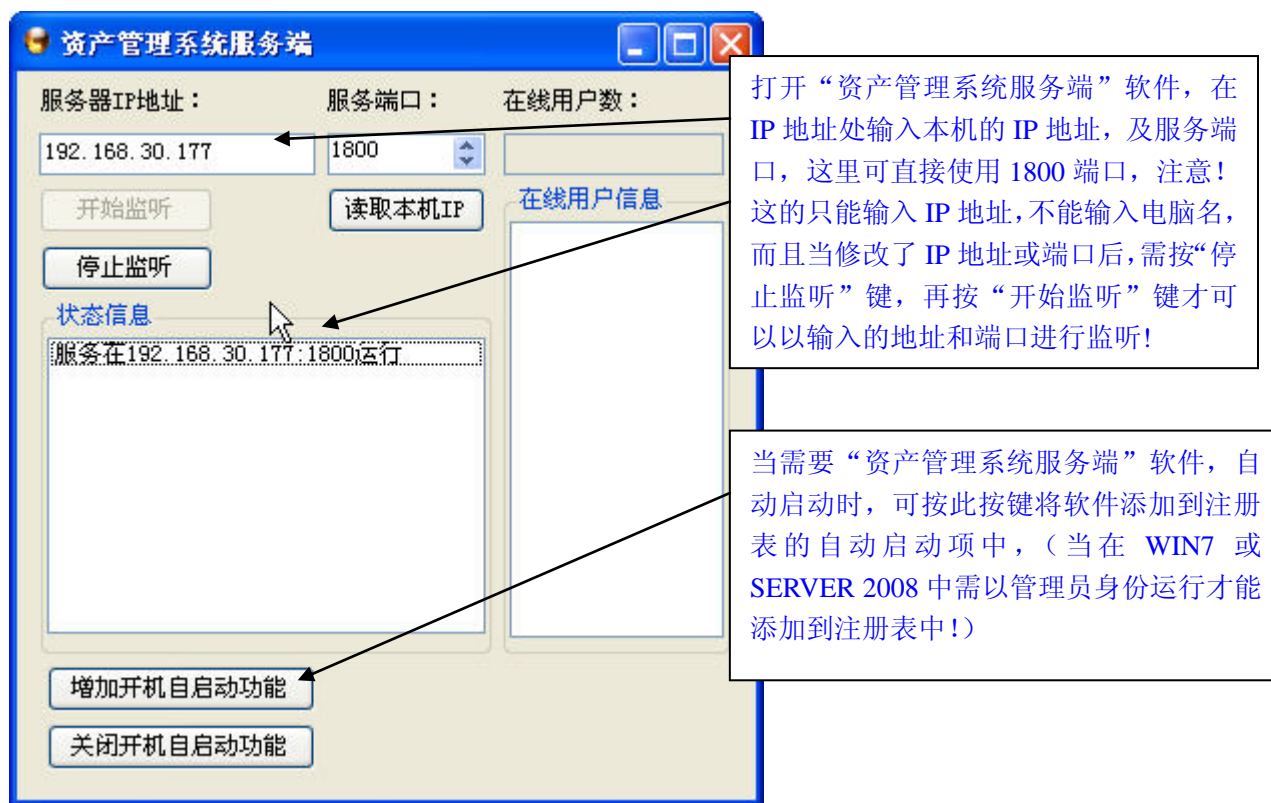 资产管理系统服务端
服务器IP地址：
服务端口：
在线用户数：
192.168.30.177
1800
开始监听
读取本机IP
在线用户信息
停止监听
状态信息
服务在192.168.30.177:1800运行
增加开机自启动功能
关闭开机自启动功能
打开“资产管理系统服务端”软件，在
IP 地址处输入本机的 IP 地址，及服务端
口，这里可直接使用 1800 端口，注意！
这的只能输入 IP 地址，不能输入电脑名，
而且当修改了 IP 地址或端口后，需按“停
止监听”键，再按“开始监听”键才可
以以输入的地址和端口进行监听！
当需要“资产管理系统服务端”软件，自
动启动时，可按此按键将软件添加到注册
表的自动启动项中，（当在 WIN7 或
SERVER 2008 中需以管理员身份运行才能
添加到注册表中！）